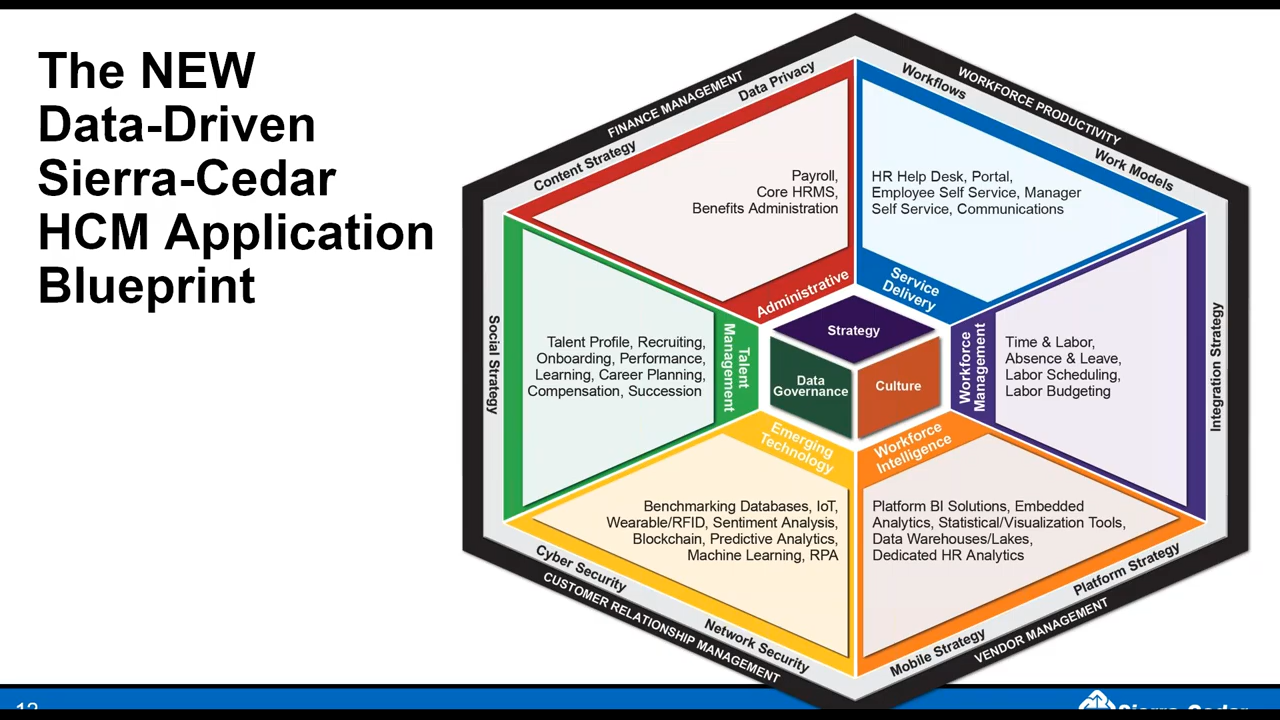 The NEW
Data-Driven
Sierra-Cedar
HCM Application
Blueprint
FINANCE MANAGEMENT
WORKFORCE PRODUCTIVITY
Content Strategy
Data Privacy
Workflows
Work Models
Payroll,
Core HRMS,
Benefits Administration
Administrative
HR Help Desk, Portal,
Employee Self Service, Manager
Self Service, Communications
Service
Delivery
Social Strategy
Talent Profile, Recruiting,
Onboarding, Performance,
Learning, Career Planning,
Compensation, Succession
Talent
Management
Strategy
Data
Governance
Culture
Workforce
Management
Time & Labor,
Absence & Leave,
Labor Scheduling,
Labor Budgeting
Integration Strategy
Emerging
Technology
Benchmarking Databases, IoT,
Wearable/RFID, Sentiment Analysis,
Blockchain, Predictive Analytics,
Machine Learning, RPA
Workforce
Intelligence
Platform BI Solutions, Embedded
Analytics, Statistical/Visualization Tools,
Data Warehouses/Lakes,
Dedicated HR Analytics
Cyber Security
Network Security
Mobile Strategy
Platform Strategy
CUSTOMER RELATIONSHIP MANAGEMENT
VENDOR MANAGEMENT
Sierra-Cedar